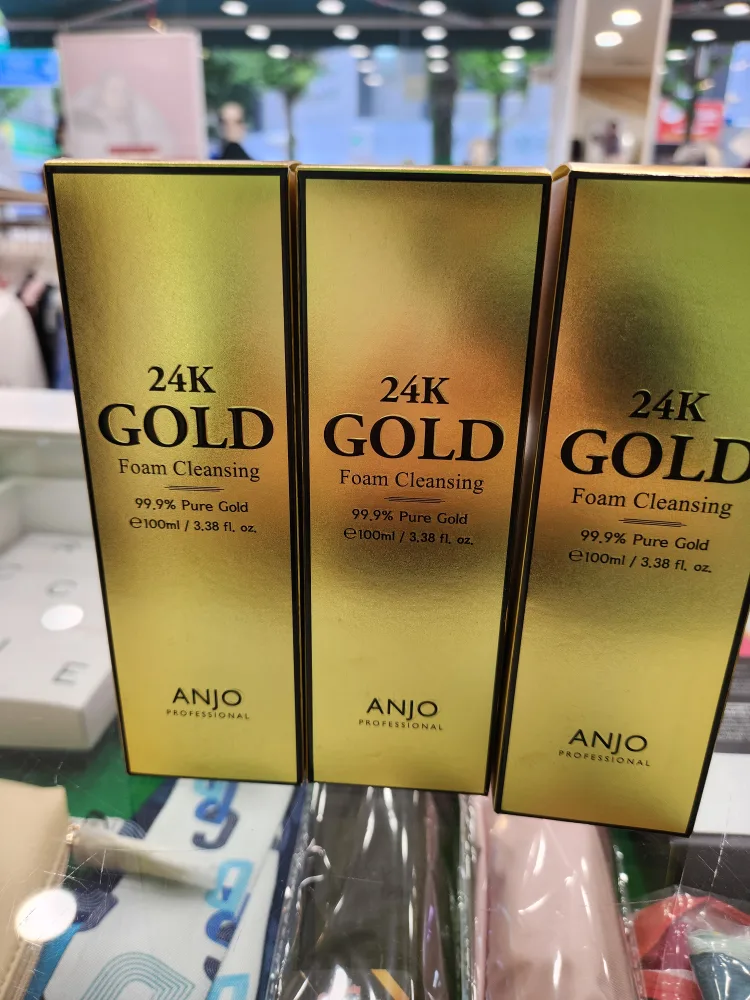 24K
GOLD
Foam Cleansing
99.9% Pure Gold
℮100ml / 3.38 fl. oz.
ANJO
PROFESSIONAL
24K
GOLD
Foam Cleansing
99.9% Pure Gold
℮100ml / 3.38 fl. oz.
ANJO
PROFESSIONAL
24K
GOLD
Foam Cleansing
99.9% Pure Gold
℮100ml / 3.38 fl. oz.
ANJO
PROFESSIONAL